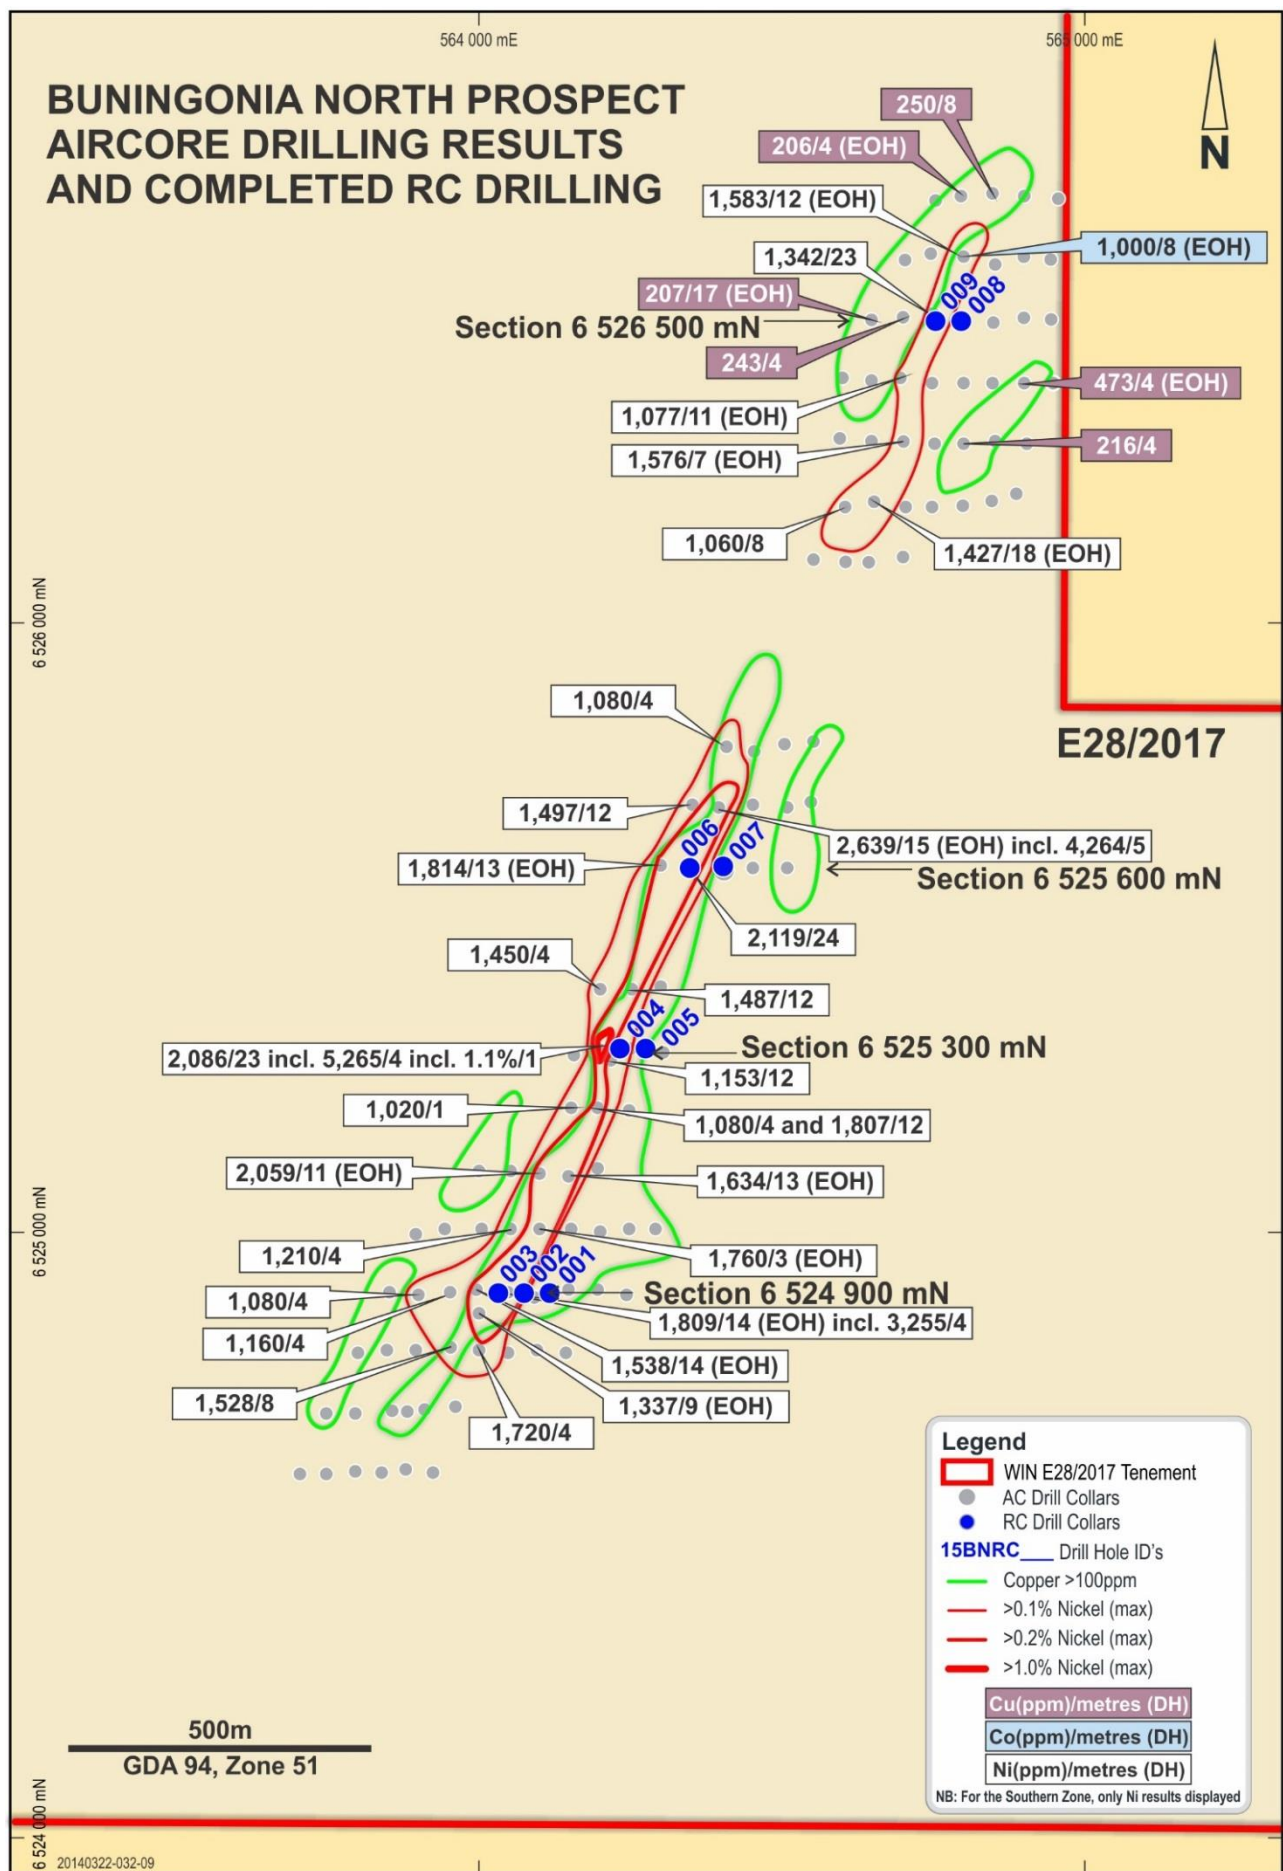 564 000 mE
565 000 mE
BUNINGONIA NORTH PROSPECT
AIRCORE DRILLING RESULTS
AND COMPLETED RC DRILLING
N
250/8
206/4 (EOH)
1,583/12 (EOH)
1,000/8 (EOH)
1,342/23
009
008
207/17 (EOH)
Section 6 526 500 mN
243/4
473/4 (EOH)
1,077/11 (EOH)
216/4
1,576/7 (EOH)
1,060/8
1,427/18 (EOH)
6 526 000 mN
1,080/4
E28/2017
1,497/12
006
007
2,639/15 (EOH) incl. 4,264/5
1,814/13 (EOH)
Section 6 525 600 mN
2,119/24
1,450/4
1,487/12
004
005
Section 6 525 300 mN
2,086/23 incl. 5,265/4 incl. 1.1%/1
1,153/12
1,020/1
1,080/4 and 1,807/12
2,059/11 (EOH)
1,634/13 (EOH)
6 525 000 mN
1,210/4
1,760/3 (EOH)
003
002
001
Section 6 524 900 mN
1,080/4
1,809/14 (EOH) incl. 3,255/4
1,160/4
1,538/14 (EOH)
1,528/8
1,337/9 (EOH)
1,720/4
Legend
WIN E28/2017 Tenement
AC Drill Collars
RC Drill Collars
15BNRC___ Drill Hole ID's
Copper >100ppm
>0.1% Nickel (max)
>0.2% Nickel (max)
>1.0% Nickel (max)
Cu(ppm)/metres (DH)
Co(ppm)/metres (DH)
Ni(ppm)/metres (DH)
NB: For the Southern Zone, only Ni results displayed
500m
GDA 94, Zone 51
6 524 000 mN
20140322-032-09